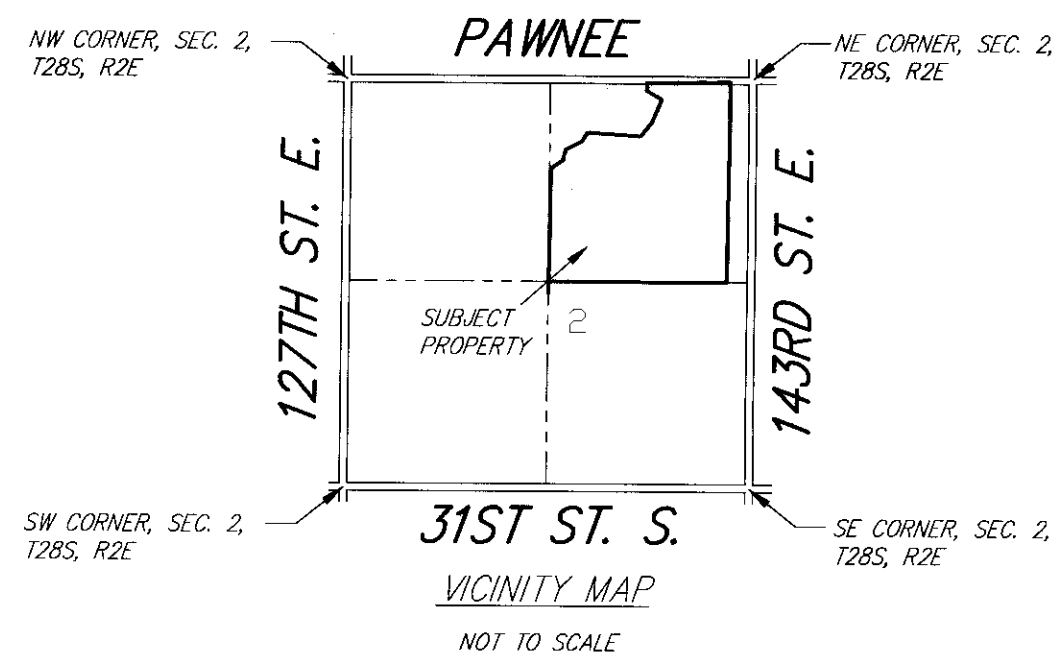 PAWNEE
NW CORNER, SEC. 2,
T28S, R2E
NE CORNER, SEC. 2,
T28S, R2E
127TH ST. E.
143RD ST. E.
SUBJECT
PROPERTY
2
SW CORNER, SEC. 2,
T28S, R2E
31ST ST. S.
SE CORNER, SEC. 2,
T28S, R2E
VICINITY MAP
NOT TO SCALE